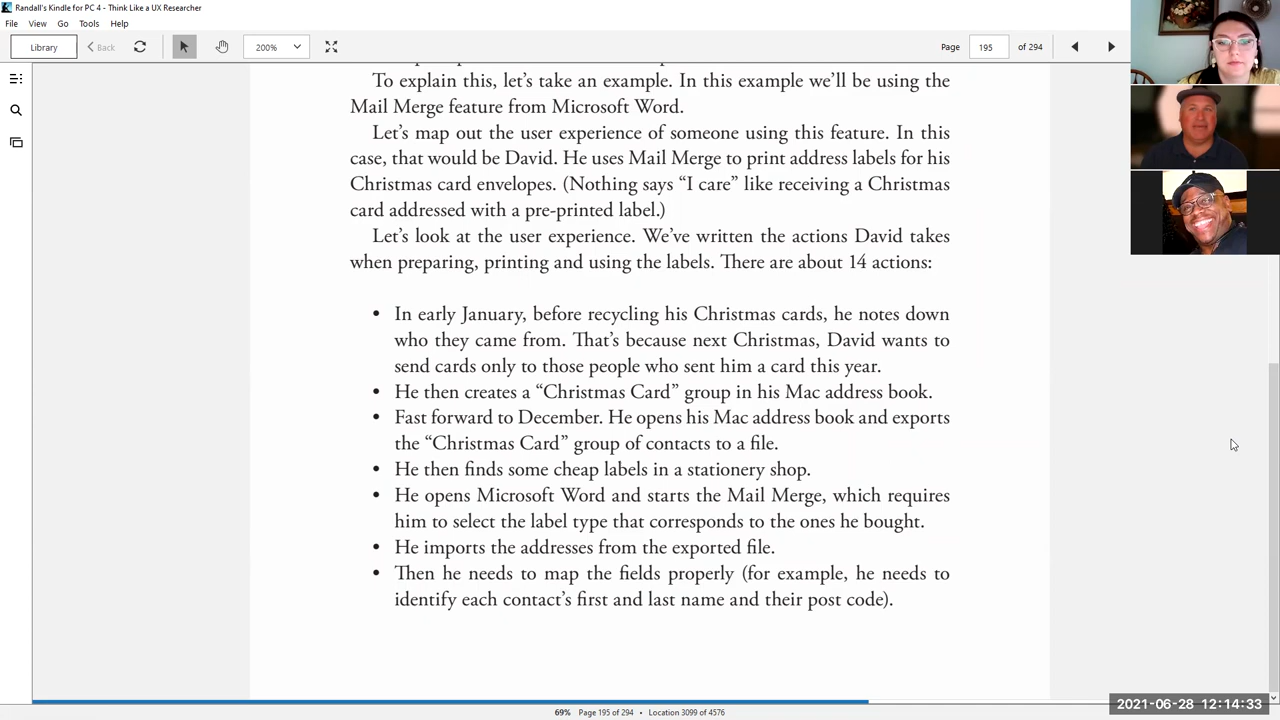 Randall's Kindle for PC 4 - Think Like a UX Researcher
File View Go Tools Help
Library Back 200% Page 195 of 294
To explain this, let's take an example. In this example we'll be using the
Mail Merge feature from Microsoft Word.
Let's map out the user experience of someone using this feature. In this
case, that would be David. He uses Mail Merge to print address labels for his
Christmas card envelopes. (Nothing says “I care” like receiving a Christmas
card addressed with a pre-printed label.)
Let's look at the user experience. We've written the actions David takes
when preparing, printing and using the labels. There are about 14 actions:
• In early January, before recycling his Christmas cards, he notes down
who they came from. That's because next Christmas, David wants to
send cards only to those people who sent him a card this year.
• He then creates a “Christmas Card” group in his Mac address book.
• Fast forward to December. He opens his Mac address book and exports
the “Christmas Card” group of contacts to a file.
• He then finds some cheap labels in a stationery shop.
• He opens Microsoft Word and starts the Mail Merge, which requires
him to select the label type that corresponds to the ones he bought.
• He imports the addresses from the exported file.
• Then he needs to map the fields properly (for example, he needs to
identify each contact's first and last name and their post code).
69% Page 195 of 294 • Location 3099 of 4576
2021-06-28 12:14:33